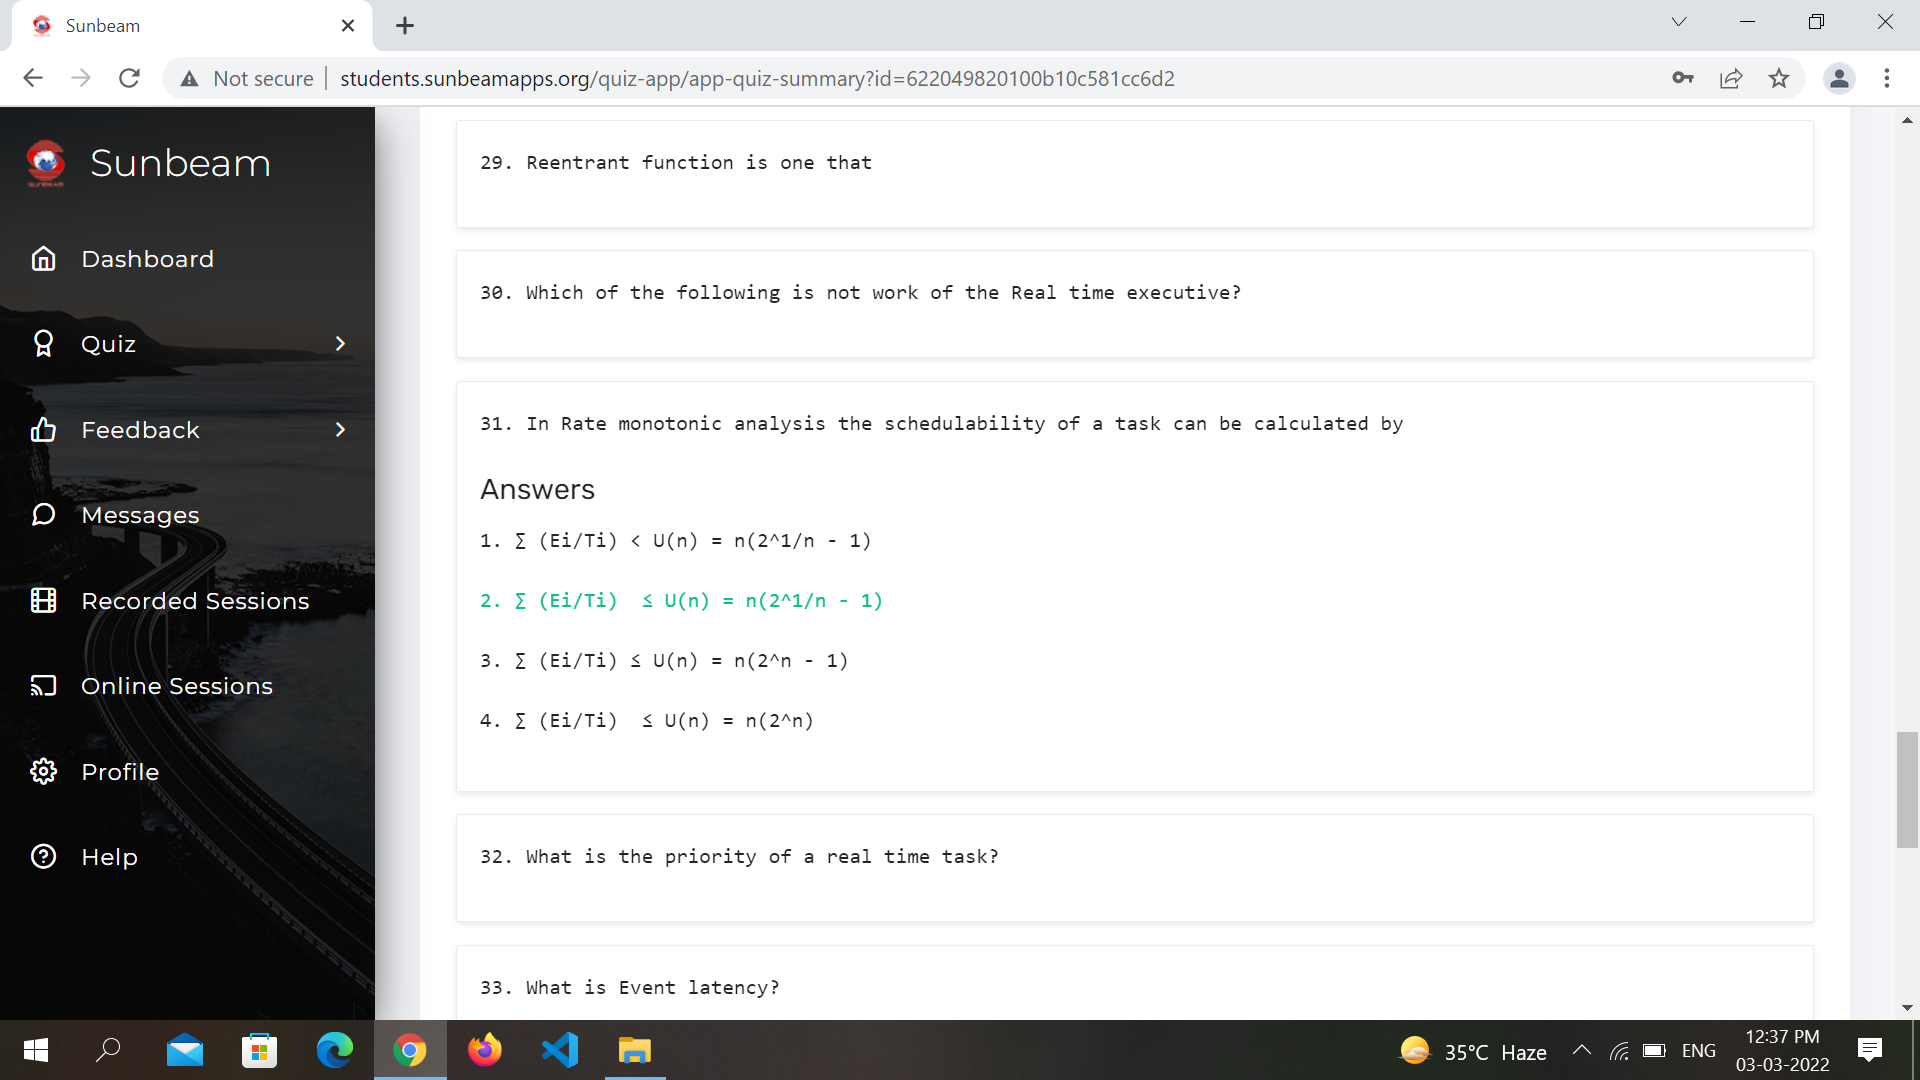 Sunbeam
Not secure
students.sunbeamapps.org/quiz-app/app-quiz-summary?id=622049820100b10c581cc6d2
Sunbeam
Dashboard
Quiz
Feedback
Messages
Recorded Sessions
Online Sessions
Profile
Help
29. Reentrant function is one that
30. Which of the following is not work of the Real time executive?
31. In Rate monotonic analysis the schedulability of a task can be calculated by
Answers
1. ∑ (Ei/Ti) < U(n) = n(2^1/n - 1)
2. ∑ (Ei/Ti)  ≤ U(n) = n(2^1/n - 1)
3. ∑ (Ei/Ti) ≤ U(n) = n(2^n - 1)
4. ∑ (Ei/Ti)  ≤ U(n) = n(2^n)
32. What is the priority of a real time task?
33. What is Event latency?
35°C Haze
ENG
12:37 PM
03-03-2022